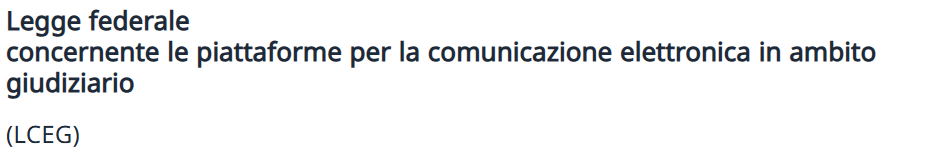 Legge federale
concernente le piattaforme per la comunicazione elettronica in ambito
giudiziario
(LCEG)